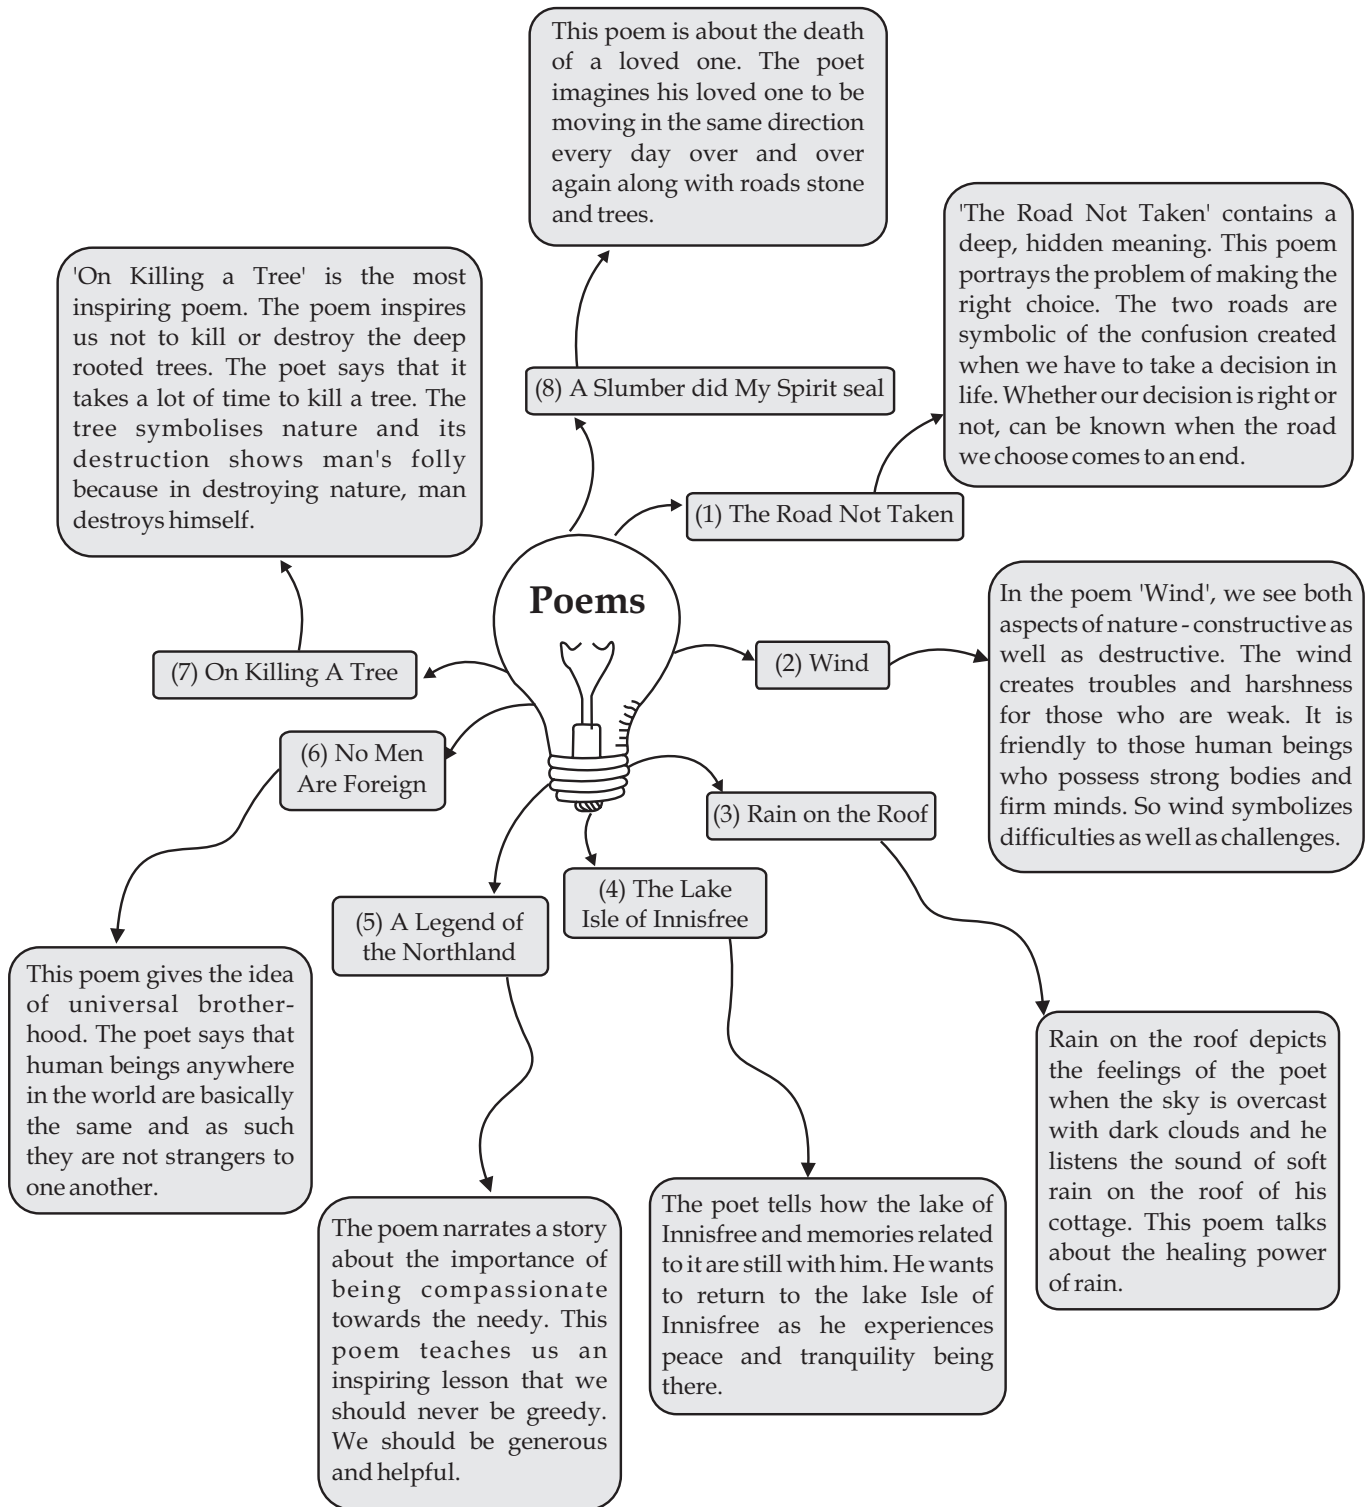 Poems
(1) The Road Not Taken
'The Road Not Taken' contains a
deep, hidden meaning. This poem
portrays the problem of making the
right choice. The two roads are
symbolic of the confusion created
when we have to take a decision in
life. Whether our decision is right or
not, can be known when the road
we choose comes to an end.
(2) Wind
In the poem 'Wind', we see both
aspects of nature - constructive as
well as destructive. The wind
creates troubles and harshness
for those who are weak. It is
friendly to those human beings
who possess strong bodies and
firm minds. So wind symbolizes
difficulties as well as challenges.
(3) Rain on the Roof
Rain on the roof depicts
the feelings of the poet
when the sky is overcast
with dark clouds and he
listens the sound of soft
rain on the roof of his
cottage. This poem talks
about the healing power
of rain.
(4) The Lake
Isle of Innisfree
The poet tells how the lake of
Innisfree and memories related
to it are still with him. He wants
to return to the lake Isle of
Innisfree as he experiences
peace and tranquility being
there.
(5) A Legend of
the Northland
The poem narrates a story
about the importance of
being compassionate
towards the needy. This
poem teaches us an
inspiring lesson that we
should never be greedy.
We should be generous
and helpful.
(6) No Men
Are Foreign
This poem gives the idea
of universal brother-
hood. The poet says that
human beings anywhere
in the world are basically
the same and as such
they are not strangers to
one another.
(7) On Killing A Tree
'On Killing a Tree' is the most
inspiring poem. The poem inspires
us not to kill or destroy the deep
rooted trees. The poet says that it
takes a lot of time to kill a tree. The
tree symbolises nature and its
destruction shows man's folly
because in destroying nature, man
destroys himself.
(8) A Slumber did My Spirit seal
This poem is about the death
of a loved one. The poet
imagines his loved one to be
moving in the same direction
every day over and over
again along with roads stone
and trees.